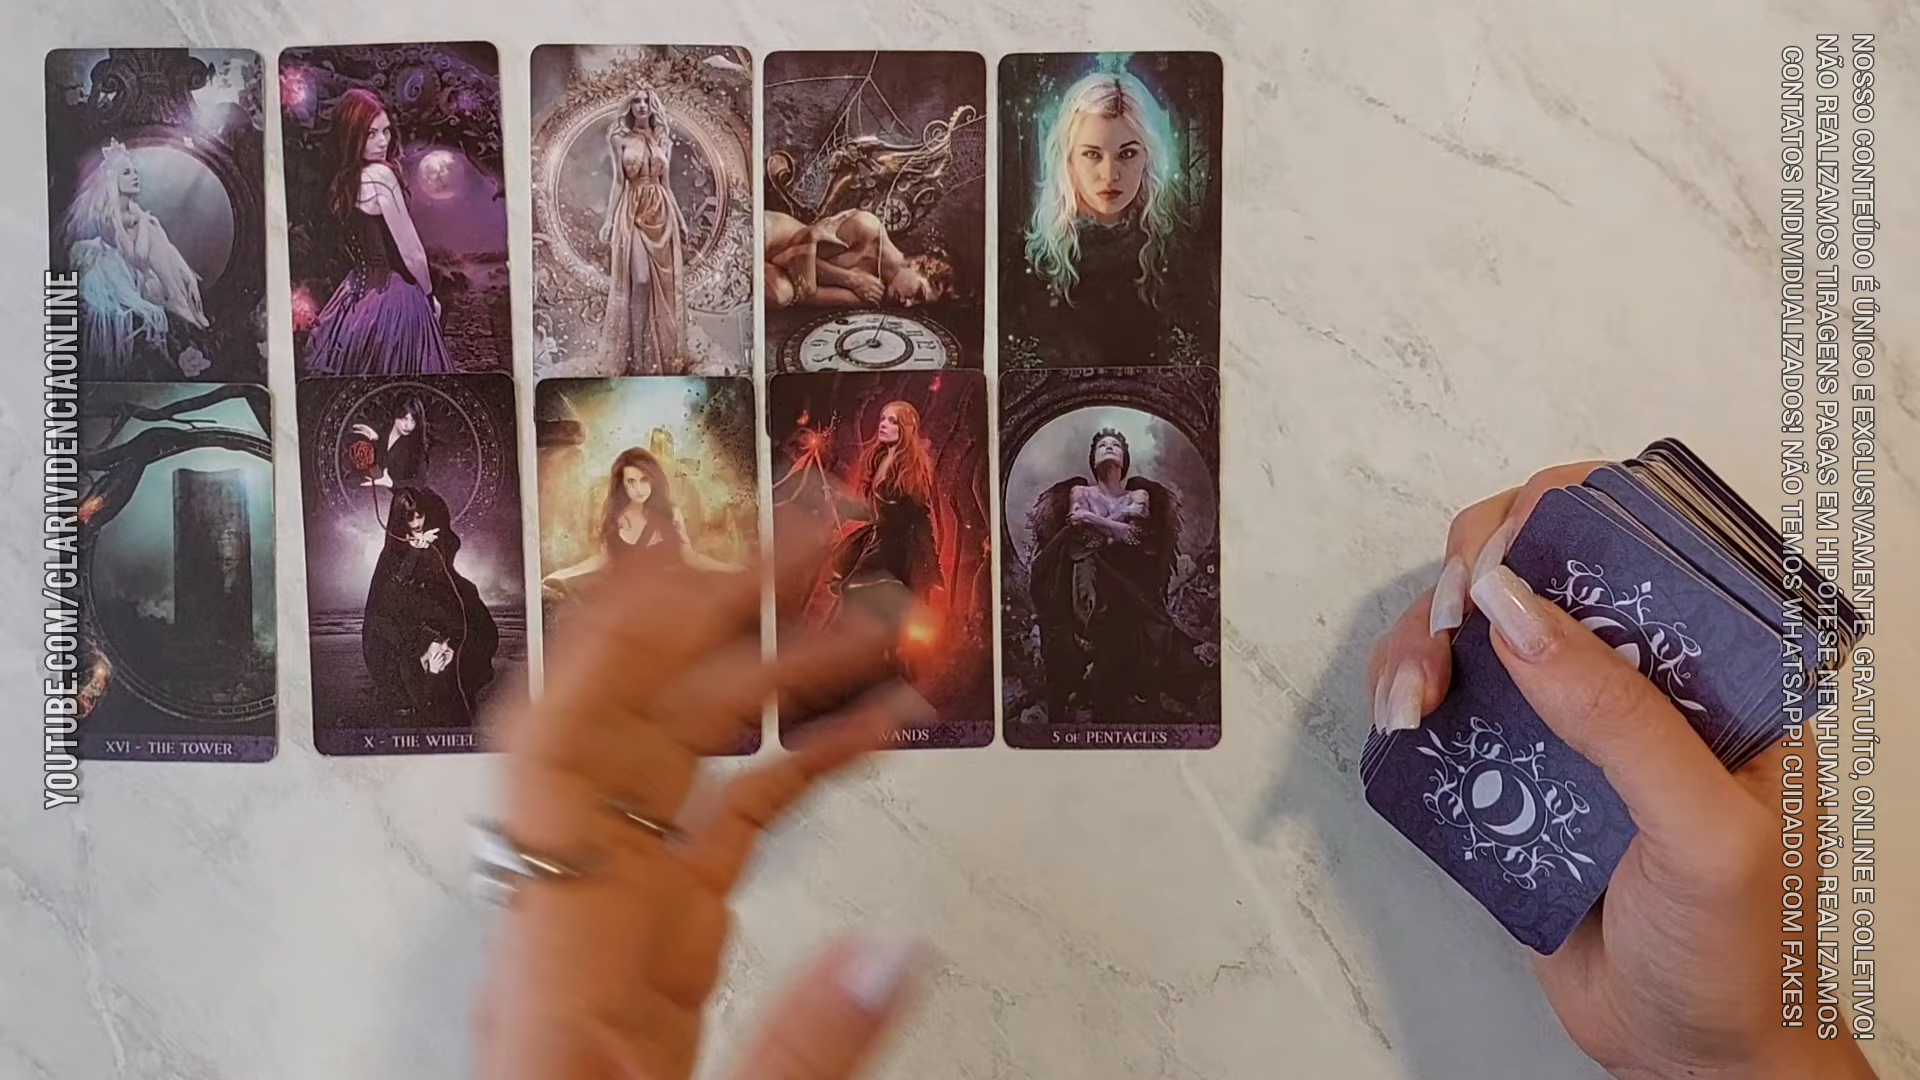 YOUTUBE.COM/CLARIVIDENCIAONLINE
XVI - THE TOWER
X - THE WHEEL
WANDS
5 OF PENTACLES
NOSSO CONTEÚDO É ÚNICO E EXCLUSIVAMENTE GRATUÍTO, ONLINE E COLETIVO!
NÃO REALIZAMOS TIRAGENS PAGAS EM HIPÓTESE NENHUMA! NÃO REALIZAMOS
CONTATOS INDIVIDUALIZADOS! NÃO TEMOS WHATSAPP! CUIDADO COM FAKES!